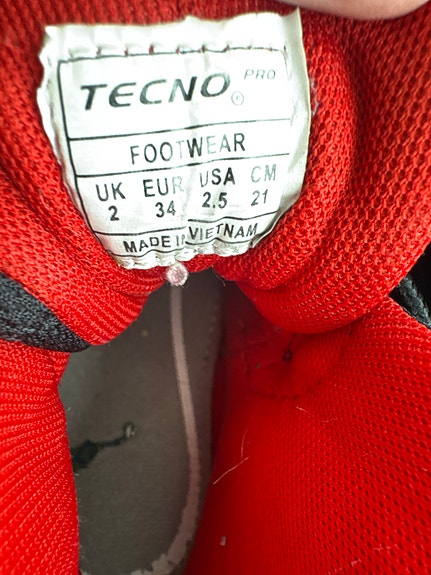 TECNO PRO ®
FOOTWEAR
UK EUR USA CM
2 34 2.5 21
MADE IN VIETNAM